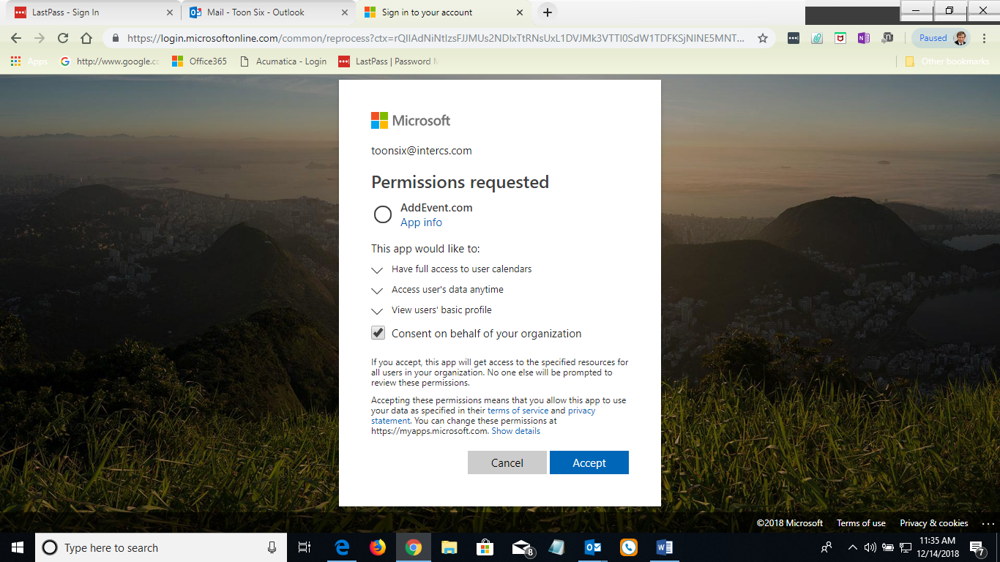 LastPass - Sign In
Mail - Toon Six - Outlook
Sign in to your account
https://login.microsoftonline.com/common/reprocess?ctx=
Paused
Apps
http://www.google.cc
Office365
Acumatica - Login
LastPass | Password
Other bookmarks
Microsoft
toonsix@intercs.com
Permissions requested
AddEvent.com
App info
This app would like to:
Have full access to user calendars
Access user's data anytime
View users' basic profile
Consent on behalf of your organization
If you accept, this app will get access to the specified resources for
all users in your organization. No one else will be prompted to
review these permissions.
Accepting these permissions means that you allow this app to use
your data as specified in their terms of service and privacy
statement. You can change these permissions at
https://myapps.microsoft.com. Show details
Cancel
Accept
©2018 Microsoft
Terms of use
Privacy & cookies
Type here to search
8
11:35 AM
12/14/2018
7